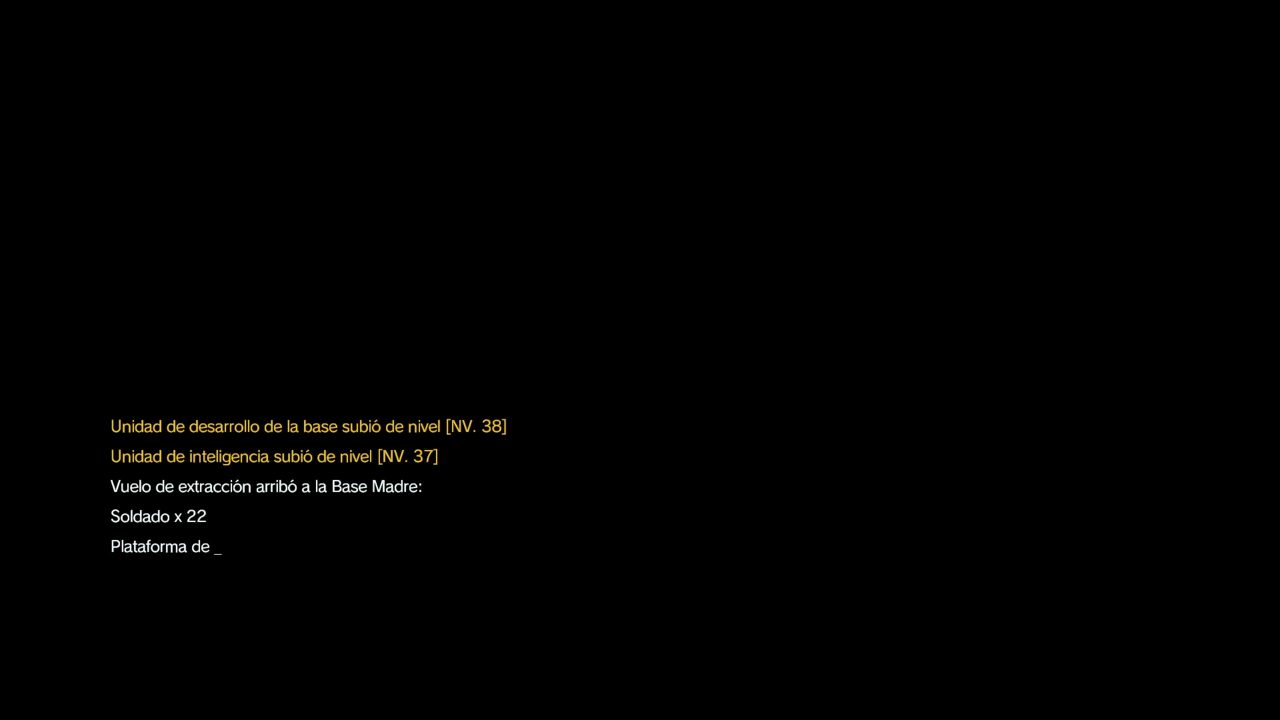 Unidad de desarrollo de la base subió de nivel [NV. 38]
Unidad de inteligencia subió de nivel [NV. 37]
Vuelo de extracción arribó a la Base Madre:
Soldado x 22
Plataforma de _